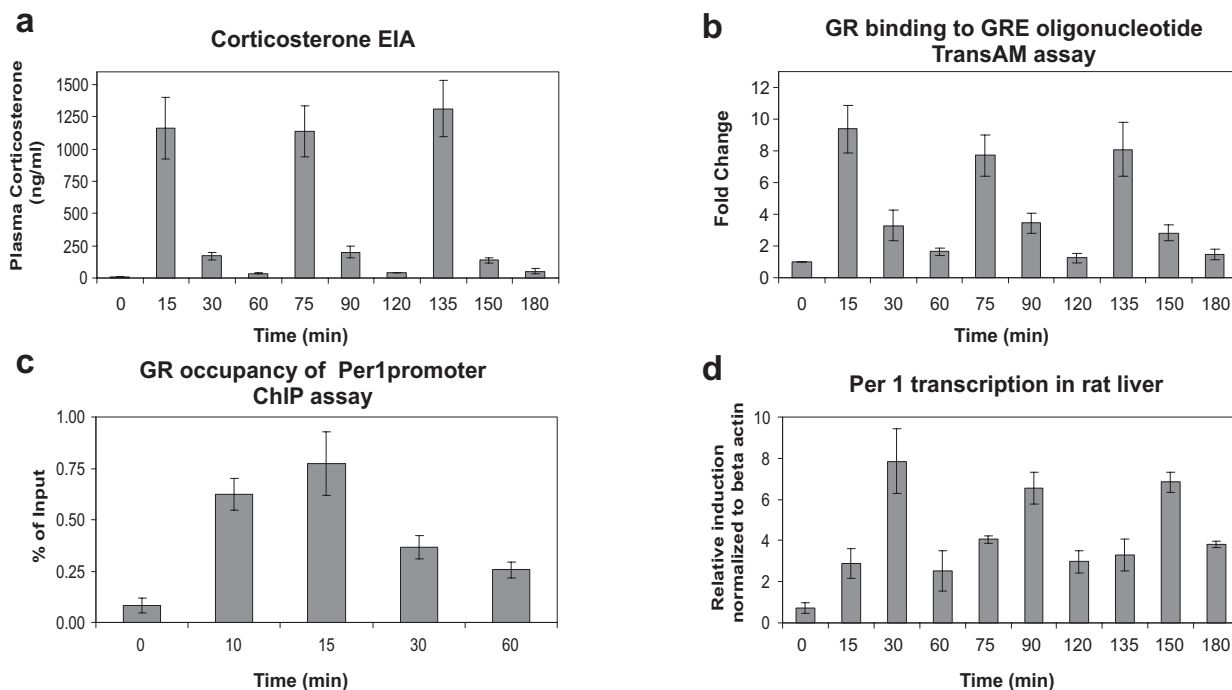 a
Corticosterone EIA
Plasma Corticosterone
(ng/ml)
1500
1250
1000
750
500
250
0
0 15 30 60 75 90 120 135 150 180
Time (min)
b
GR binding to GRE oligonucleotide
TransAM assay
Fold Change
12
10
8
6
4
2
0
0 15 30 60 75 90 120 135 150 180
Time (min)
c
GR occupancy of Per1promoter
ChIP assay
% of Input
1.00
0.75
0.50
0.25
0.00
0 10 15 30 60
Time (min)
d
Per 1 transcription in rat liver
Relative induction
normalized to beta actin
10
8
6
4
2
0
0 15 30 60 75 90 120 135 150 180
Time (min)